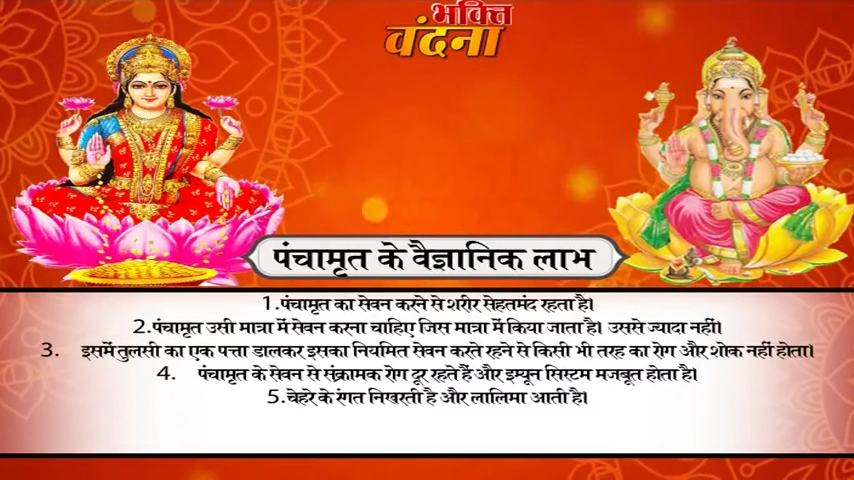 भक्ति
वंदना
पंचामृत के वैज्ञानिक लाभ
1.पंचामृत का सेवन करने से शरीर सेहतमंद रहता है।
2.पंचामृत उसी मात्रा में सेवन करना चाहिए जिस मात्रा में किया जाता है। उससे ज्यादा नहीं।
3. इसमें तुलसी का एक पत्ता डालकर इसका नियमित सेवन करते रहने से किसी भी तरह का रोग और शोक नहीं होता।
4. पंचामृत के सेवन से संक्रामक रोग दूर रहते हैं और इम्यून सिस्टम मजबूत होता है।
5.चेहरे के रंगत निखरती है और लालिमा आती है।